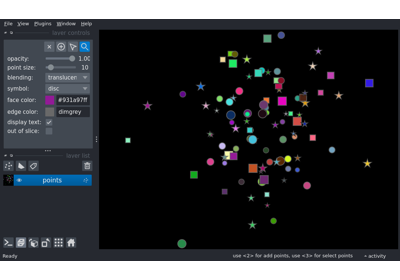 File View Plugins Window Help
layer controls
opacity: 1.00
point size: 10
blending: translucen
symbol: disc
face color: #931a97ff
edge color: dimgrey
display text:
out of slice:
layer list
points
Ready use <2> for add points, use <3> for select points activity